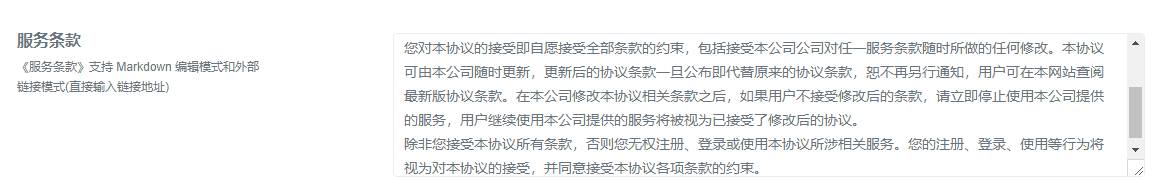 服务条款
《服务条款》支持 Markdown 编辑模式和外部
链接模式(直接输入链接地址)
您对本协议的接受即自愿接受全部条款的约束，包括接受本公司公司对任一服务条款随时所做的任何修改。本协议
可由本公司随时更新，更新后的协议条款一旦公布即代替原来的协议条款，恕不再另行通知，用户可在本网站查阅
最新版协议条款。在本公司修改本协议相关条款之后，如果用户不接受修改后的条款，请立即停止使用本公司提供
的服务，用户继续使用本公司提供的服务将被视为已接受了修改后的协议。
除非您接受本协议所有条款，否则您无权注册、登录或使用本协议所涉相关服务。您的注册、登录、使用等行为将
视为对本协议的接受，并同意接受本协议各项条款的约束。